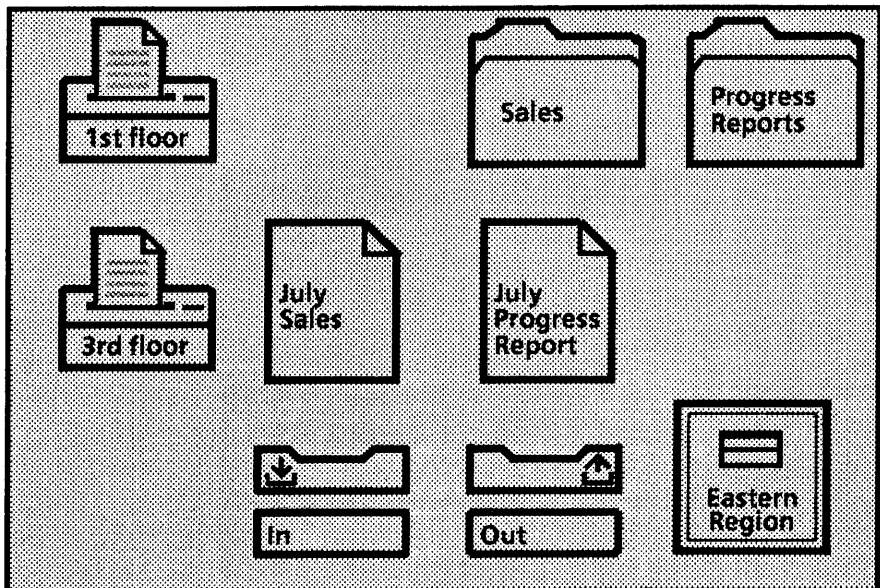 1st floor
Sales
Progress
Reports
3rd floor
July
Sales
July
Progress
Report
In
Out
Eastern
Region